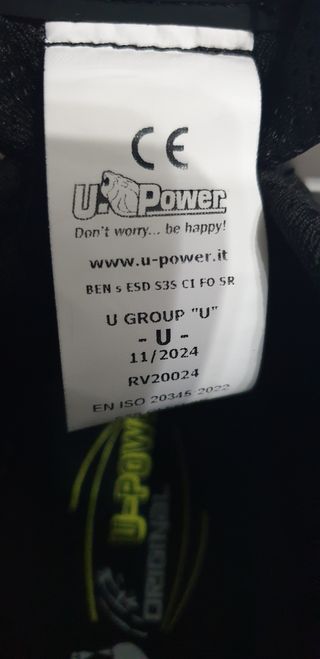 CE
U-Power
Don't worry... be happy!
www.u-power.it
BEN s ESD S3S CI FO SR
U GROUP "U"
- U -
11/2024
RV20024
EN ISO 20345 2022
U-POWER
ORIGINAL